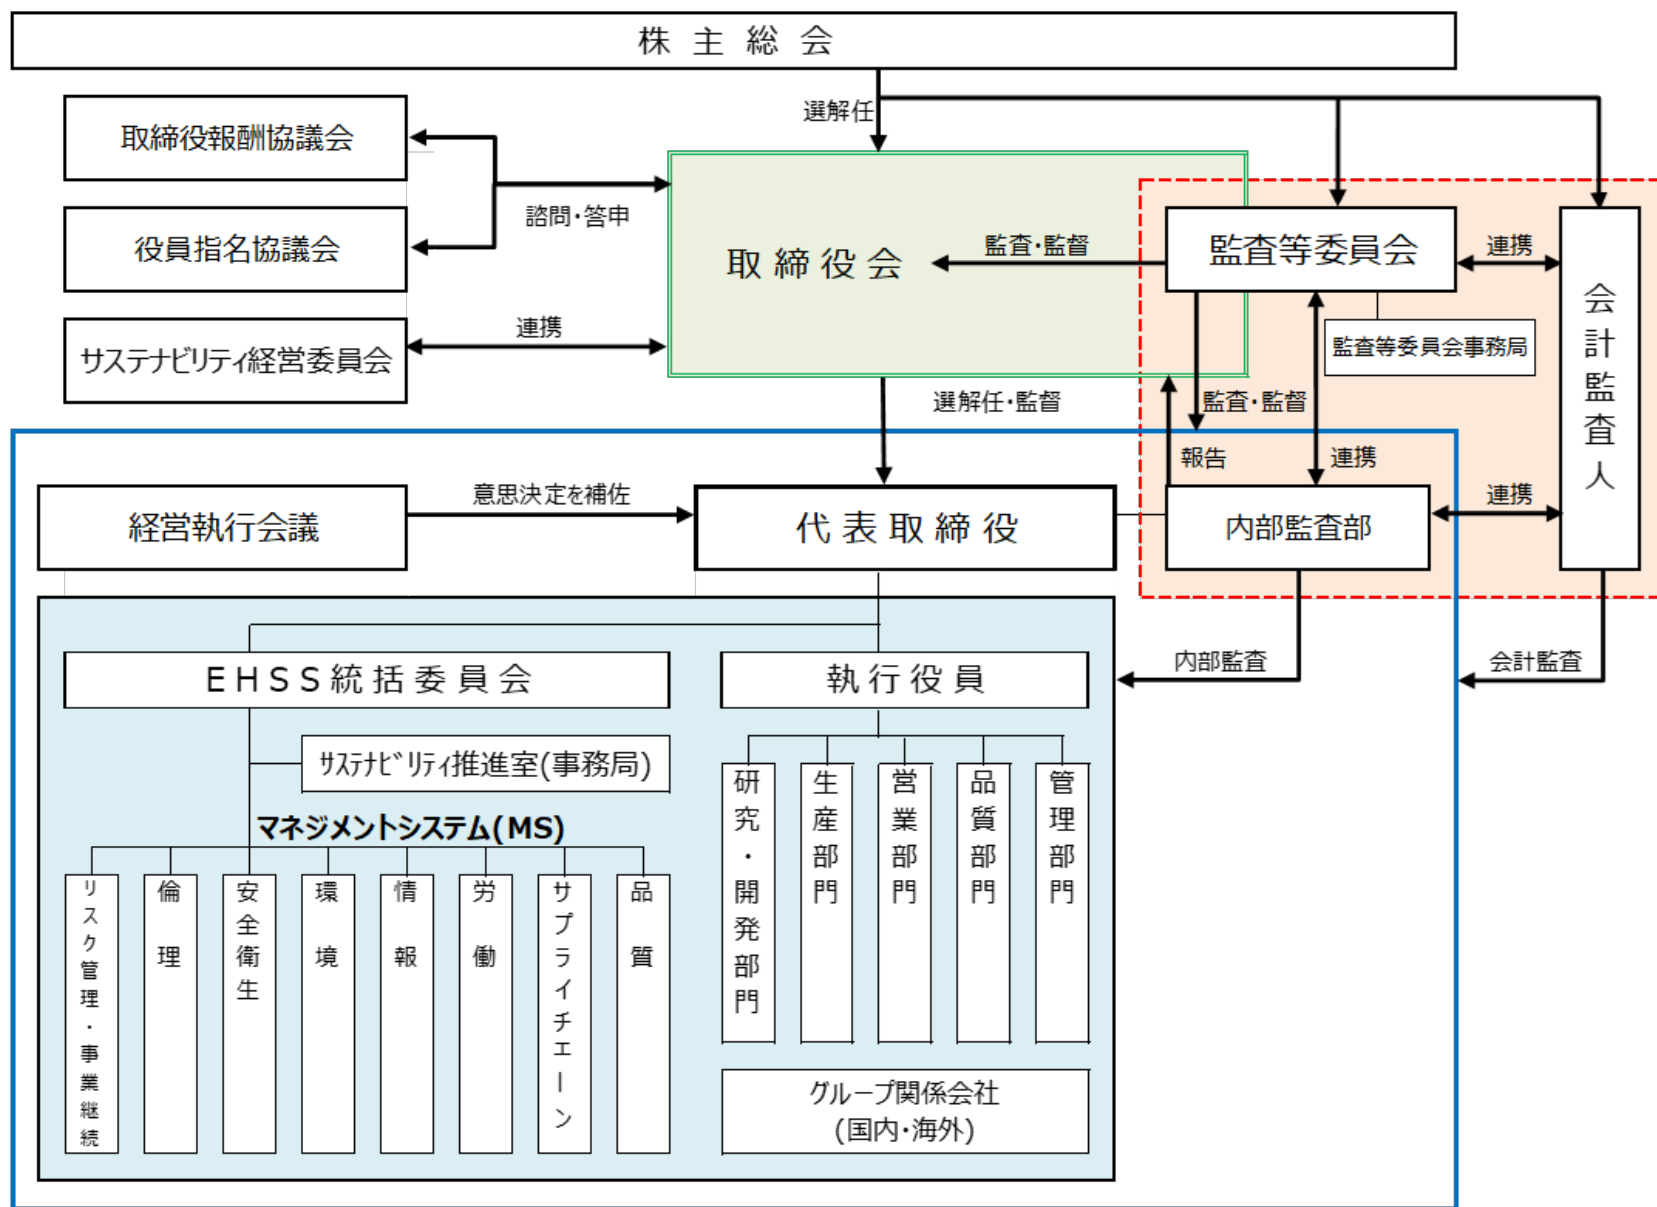 株主総会
選解任
取締役報酬協議会
役員指名協議会
諮問・答申
サステナビリティ経営委員会
連携
取締役会
監査・監督
監査等委員会
連携
監査等委員会事務局
会計監査人
選解任・監督
監査・監督
報告
連携
連携
経営執行会議
意思決定を補佐
代表取締役
内部監査部
内部監査
会計監査
EHSS統括委員会
執行役員
サステナビリティ推進室(事務局)
マネジメントシステム(MS)
リスク管理・事業継続
倫理
安全衛生
環境
情報
労働
サプライチエーン
品質
研究・開発部門
生産部門
営業部門
品質部門
管理部門
グループ関係会社
(国内・海外)